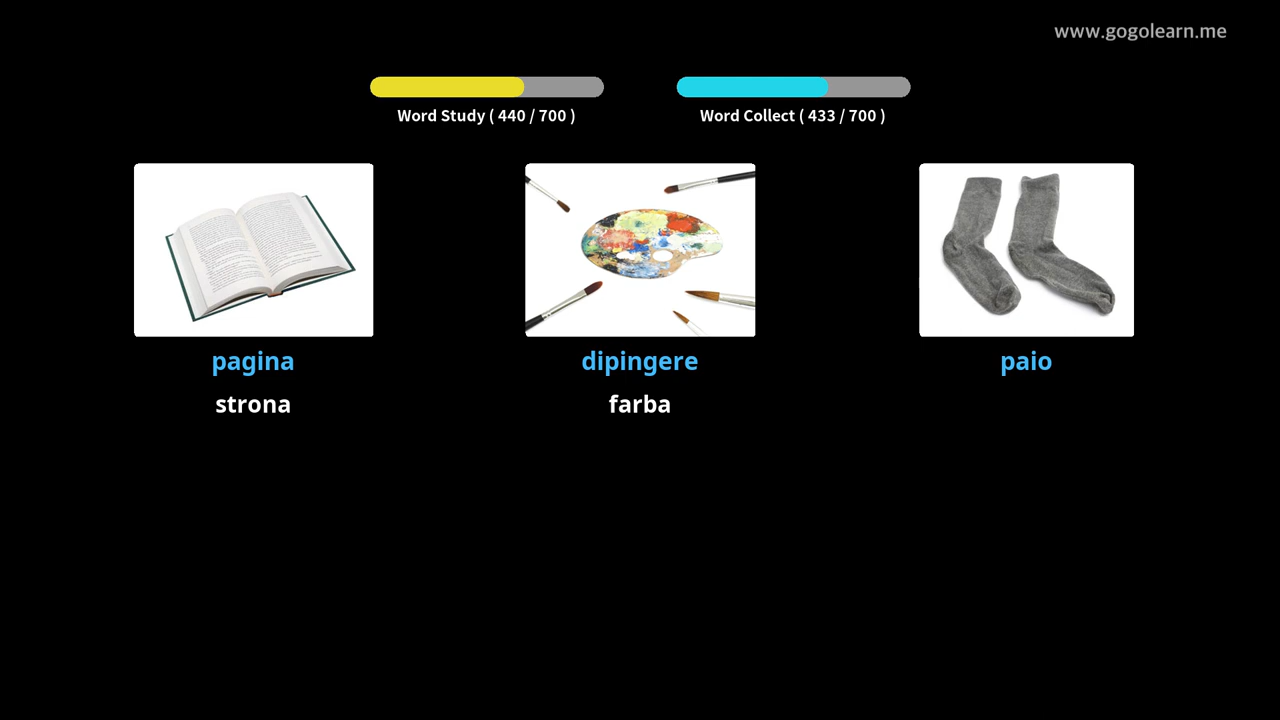 www.gogolearn.me
Word Study ( 440 / 700 )
Word Collect ( 433 / 700 )
pagina
dipingere
paio
strona
farba